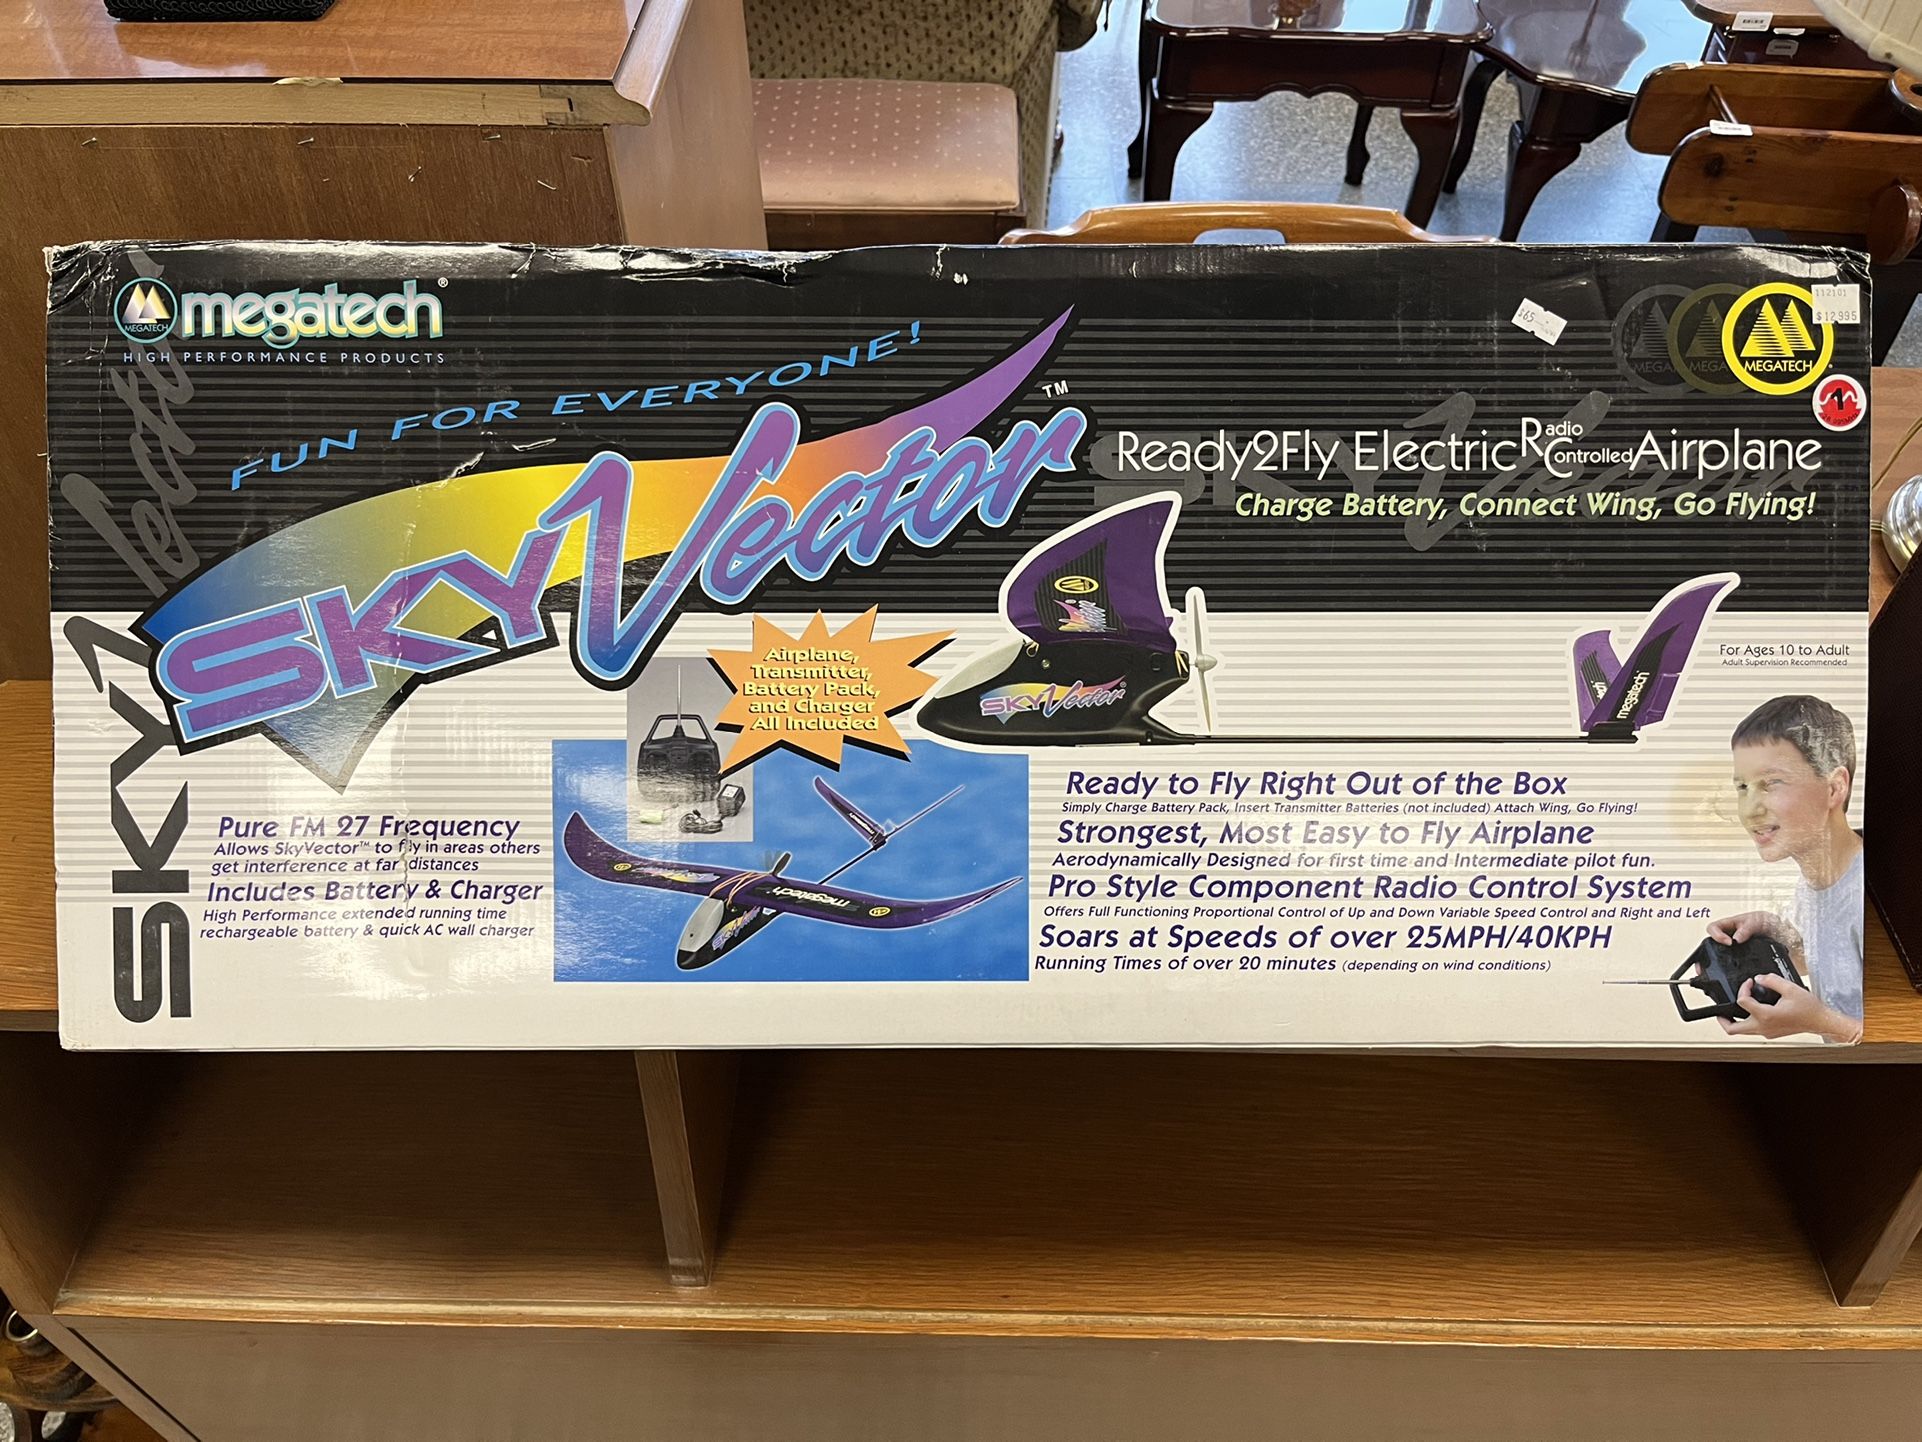 megatech®
MEGATECH
HIGH PERFORMANCE PRODUCTS
FUN FOR EVERYONE!
SKYVector™
SKYVector
112101
$129.95
$65
MEGATECH
Ready2Fly Electric Radio Controlled Airplane
Charge Battery, Connect Wing, Go Flying!
Airplane,
Transmitter,
Battery Pack,
and Charger
All Included
SKYVector®
megatech
For Ages 10 to Adult
Adult Supervision Recommended
Pure FM 27 Frequency
Allows SkyVector™ to fly in areas others
get interference at far distances
Includes Battery & Charger
High Performance extended running time
rechargeable battery & quick AC wall charger
megatech
Ready to Fly Right Out of the Box
Simply Charge Battery Pack, Insert Transmitter Batteries (not included) Attach Wing, Go Flying!
Strongest, Most Easy to Fly Airplane
Aerodynamically Designed for first time and Intermediate pilot fun.
Pro Style Component Radio Control System
Offers Full Functioning Proportional Control of Up and Down Variable Speed Control and Right and Left
Soars at Speeds of over 25MPH/40KPH
Running Times of over 20 minutes (depending on wind conditions)